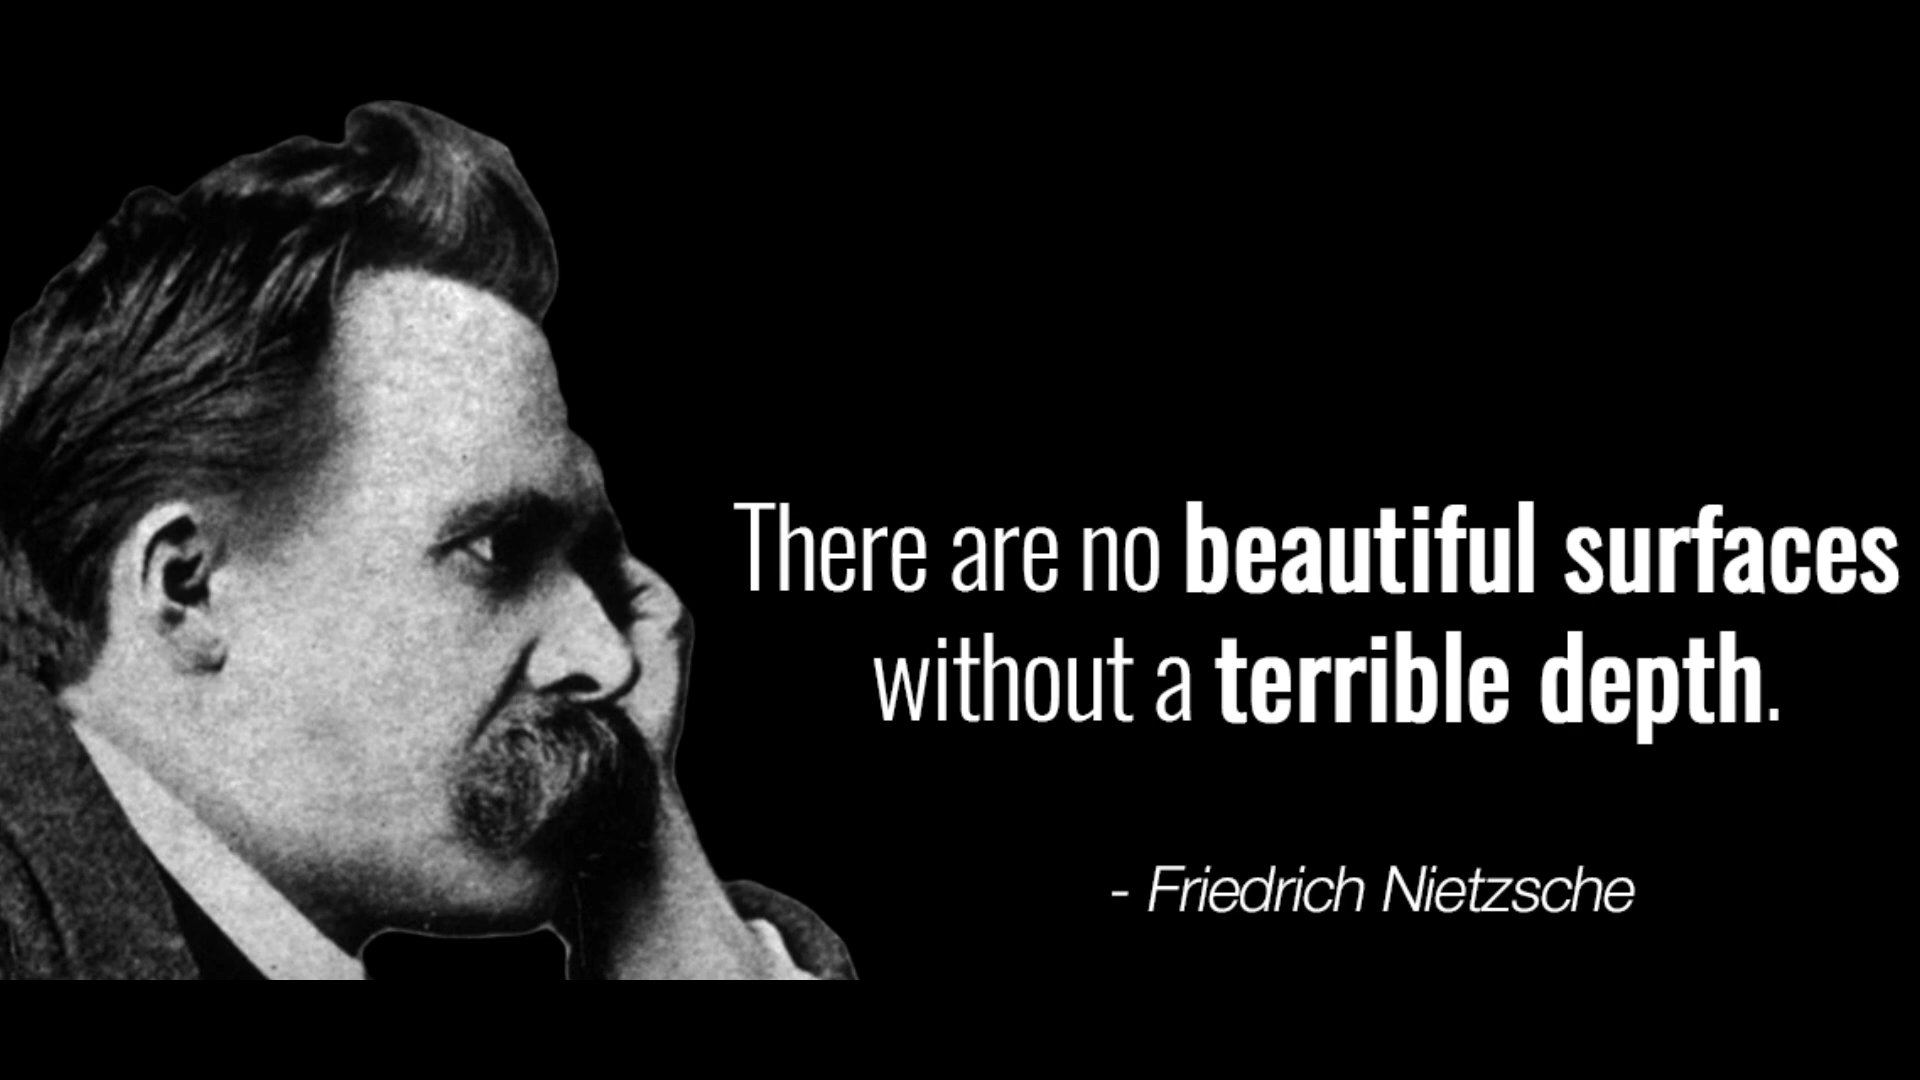 There are no beautiful surfaces
without a terrible depth.
- Friedrich Nietzsche